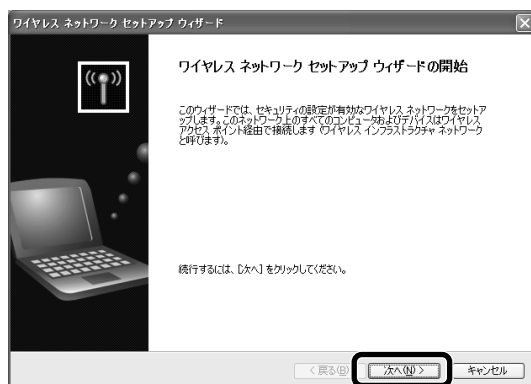 ワイヤレス ネットワーク セットアップ ウィザード
ワイヤレス ネットワーク セットアップ ウィザードの開始
このウィザードでは、セキュリティの設定が有効なワイヤレス ネットワークをセットア
ップします。このネットワーク上のすべてのコンピュータおよびデバイスはワイヤレス
アクセス ポイント経由で接続します (ワイヤレス インフラストラクチャ ネットワーク
と呼びます)。
続行するには、[次へ] をクリックしてください。
< 戻る(B) 次へ(N) > キャンセル